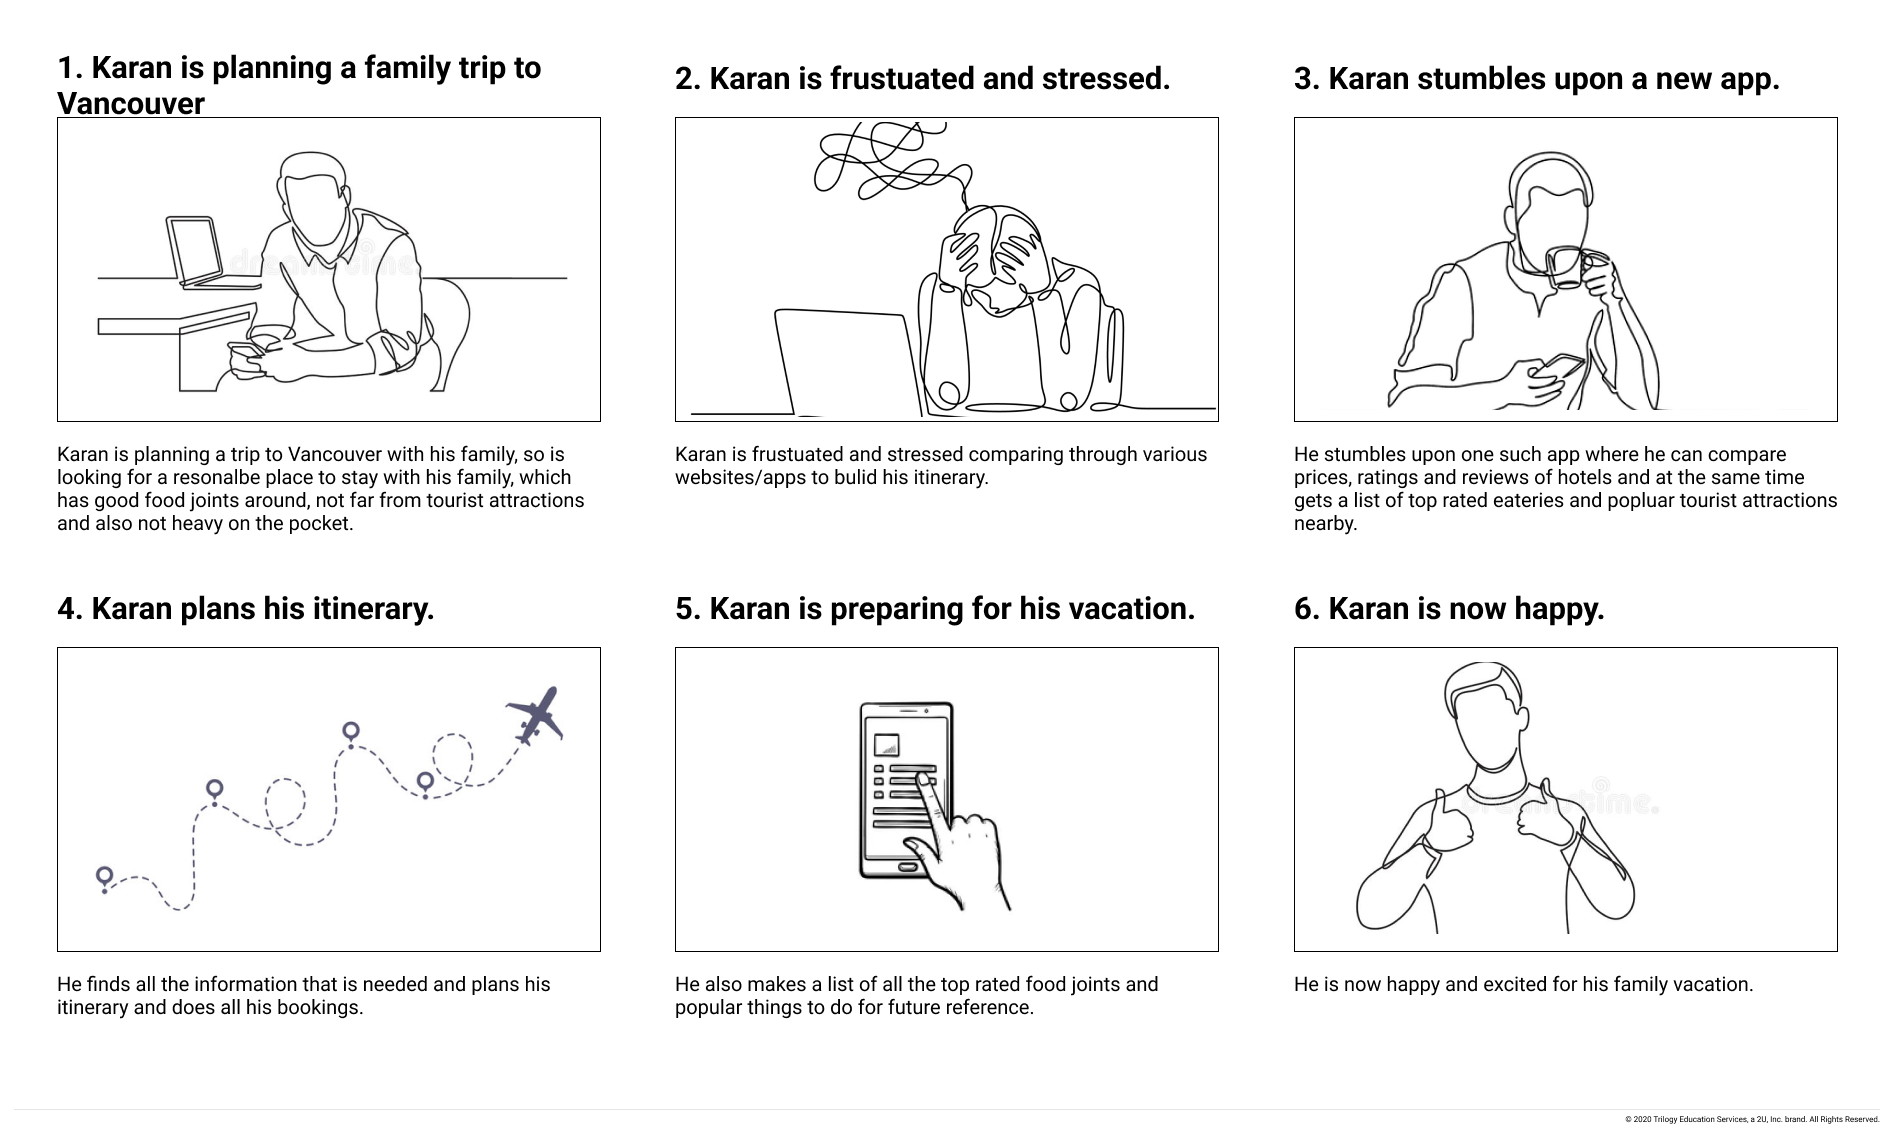 1. Karan is planning a family trip to
Vancouver
2. Karan is frustuated and stressed.
3. Karan stumbles upon a new app.
Karan is planning a trip to Vancouver with his family, so is
looking for a resonalbe place to stay with his family, which
has good food joints around, not far from tourist attractions
and also not heavy on the pocket.
Karan is frustuated and stressed comparing through various
websites/apps to bulid his itinerary.
He stumbles upon one such app where he can compare
prices, ratings and reviews of hotels and at the same time
gets a list of top rated eateries and popluar tourist attractions
nearby.
4. Karan plans his itinerary.
5. Karan is preparing for his vacation.
6. Karan is now happy.
He finds all the information that is needed and plans his
itinerary and does all his bookings.
He also makes a list of all the top rated food joints and
popular things to do for future reference.
He is now happy and excited for his family vacation.
© 2020 Trilogy Education Services, a 2U, Inc. brand. All Rights Reserved.